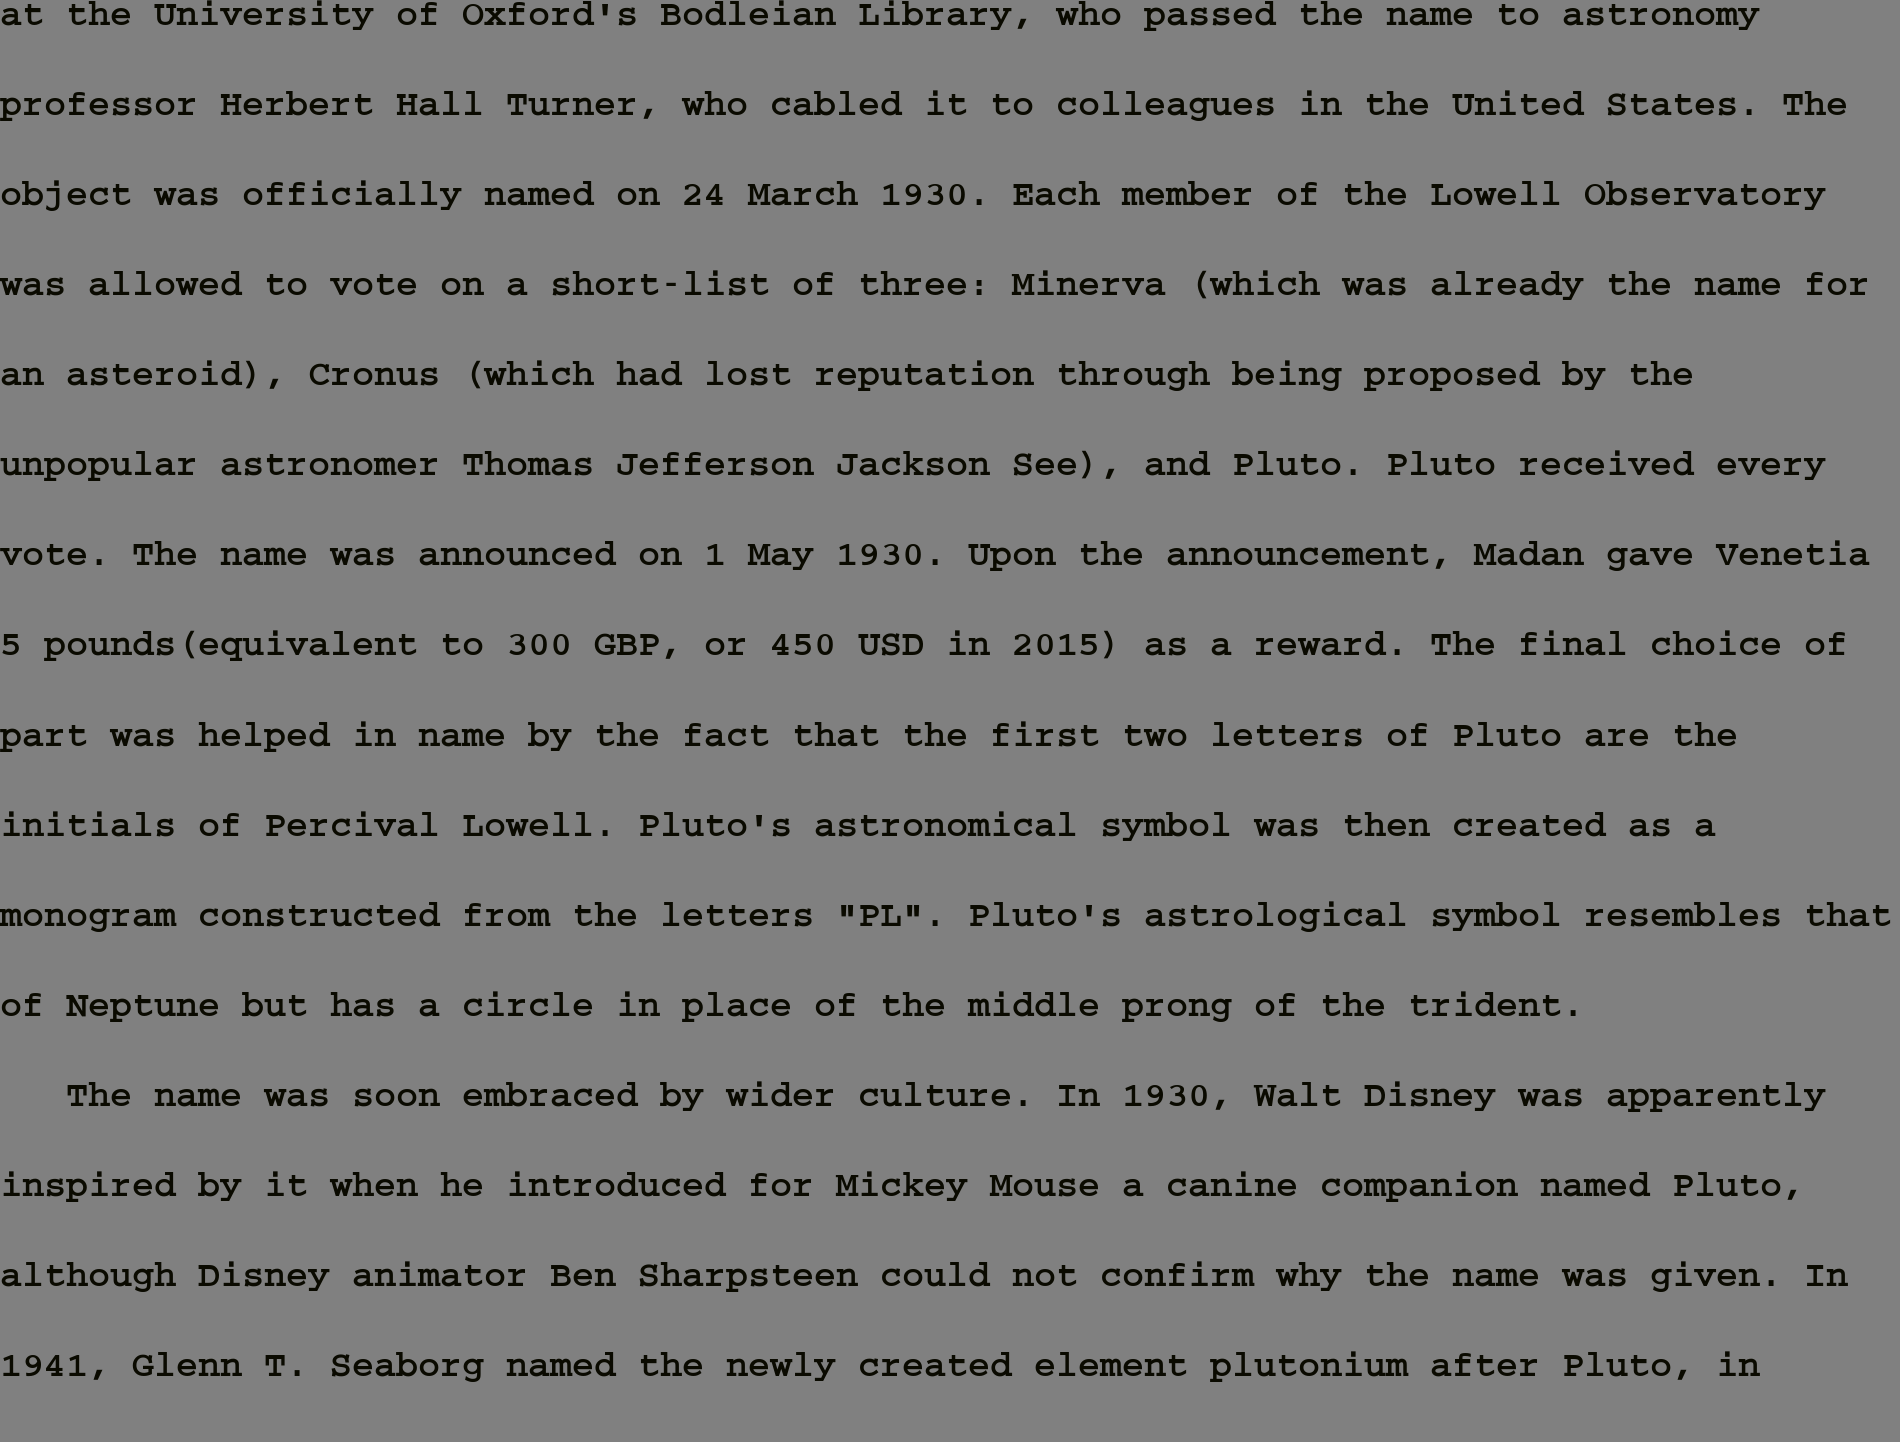 at the University of Oxford's Bodleian Library, who passed the name to astronomy
professor Herbert Hall Turner, who cabled it to colleagues in the United States. The
object was officially named on 24 March 1930. Each member of the Lowell Observatory
was allowed to vote on a short-list of three: Minerva (which was already the name for
an asteroid), Cronus (which had lost reputation through being proposed by the
unpopular astronomer Thomas Jefferson Jackson See), and Pluto. Pluto received every
vote. The name was announced on 1 May 1930. Upon the announcement, Madan gave Venetia
5 pounds(equivalent to 300 GBP, or 450 USD in 2015) as a reward. The final choice of
part was helped in name by the fact that the first two letters of Pluto are the
initials of Percival Lowell. Pluto's astronomical symbol was then created as a
monogram constructed from the letters "PL". Pluto's astrological symbol resembles that
of Neptune but has a circle in place of the middle prong of the trident.
The name was soon embraced by wider culture. In 1930, Walt Disney was apparently
inspired by it when he introduced for Mickey Mouse a canine companion named Pluto,
although Disney animator Ben Sharpsteen could not confirm why the name was given. In
1941, Glenn T. Seaborg named the newly created element plutonium after Pluto, in